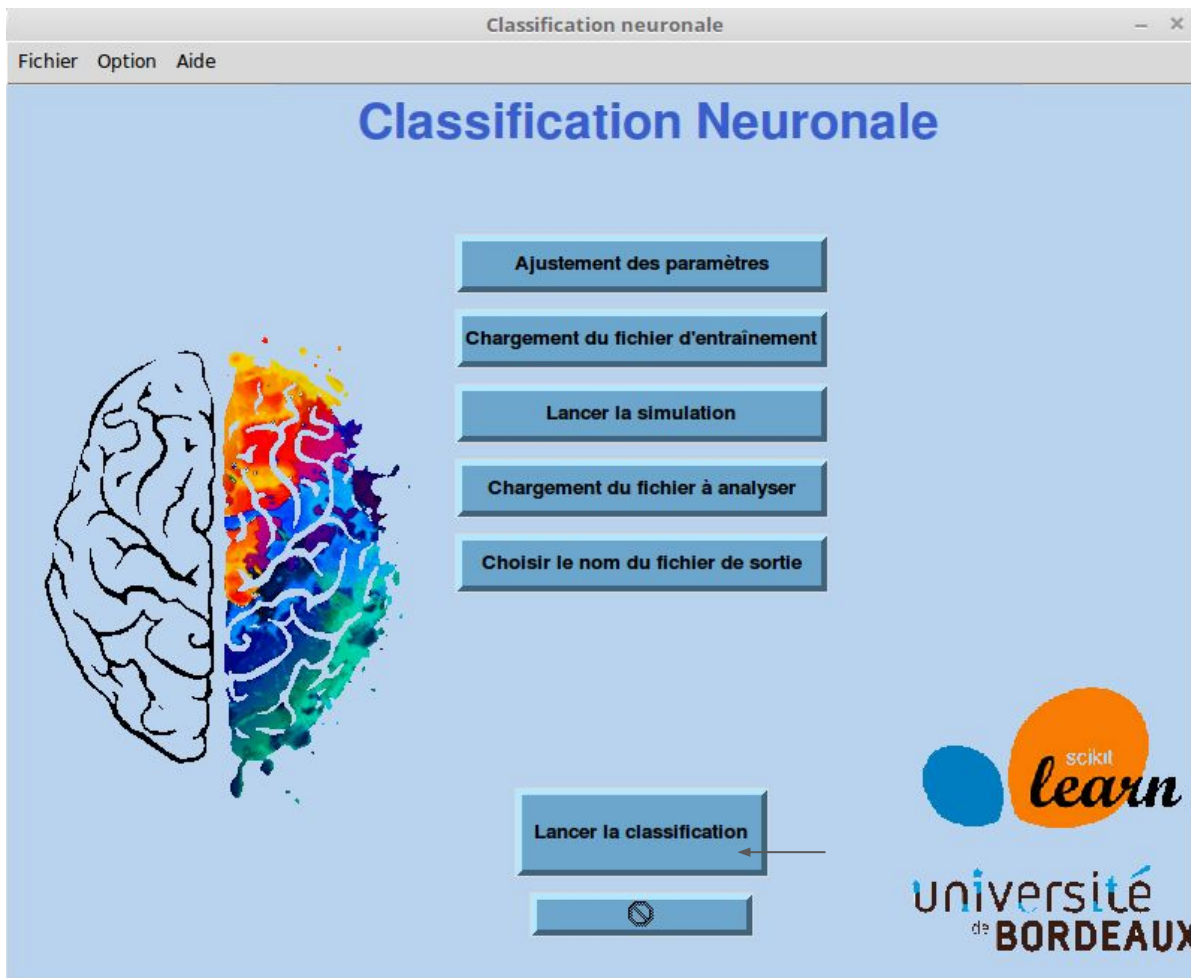 Classification neuronale
Fichier Option Aide
Classification Neuronale
Ajustement des paramètres
Chargement du fichier d'entraînement
Lancer la simulation
Chargement du fichier à analyser
Choisir le nom du fichier de sortie
Lancer la classification
scikit
learn
université
de BORDEAUX